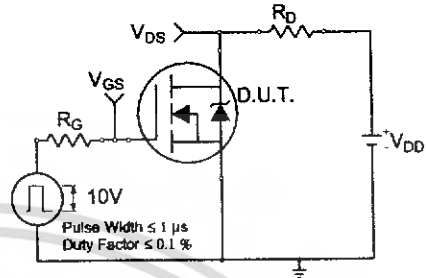 V_DS
R_D
V_GS
D.U.T.
R_G
+
-
V_DD
10V
Pulse Width ≤ 1 µs
Duty Factor ≤ 0.1 %